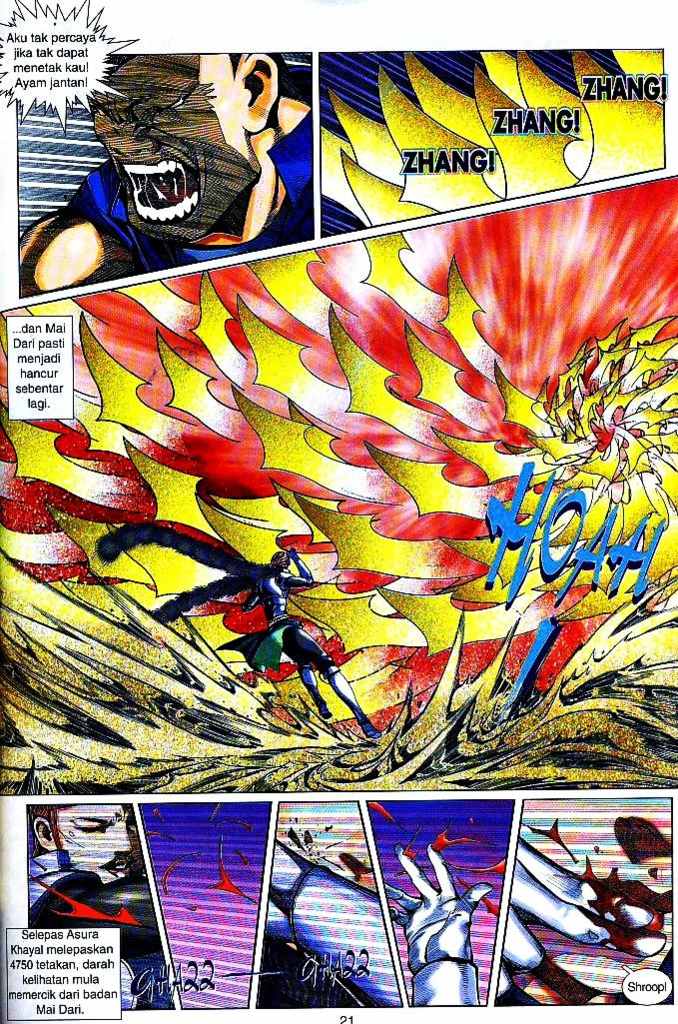 Aku tak percaya
jika tak dapat
menetak kau!
Ayam jantan!
ZHANG!
ZHANG!
ZHANG!
...dan Mai
Dari pasti
menjadi
hancur
sebentar
lagi.
HOAH!
Selepas Asura
Khayal melepaskan
4750 tetakan, darah
kelihatan mula
memercik dari badan
Mai Dari.
GHAZZ
GHAZZ
Shroop!
21